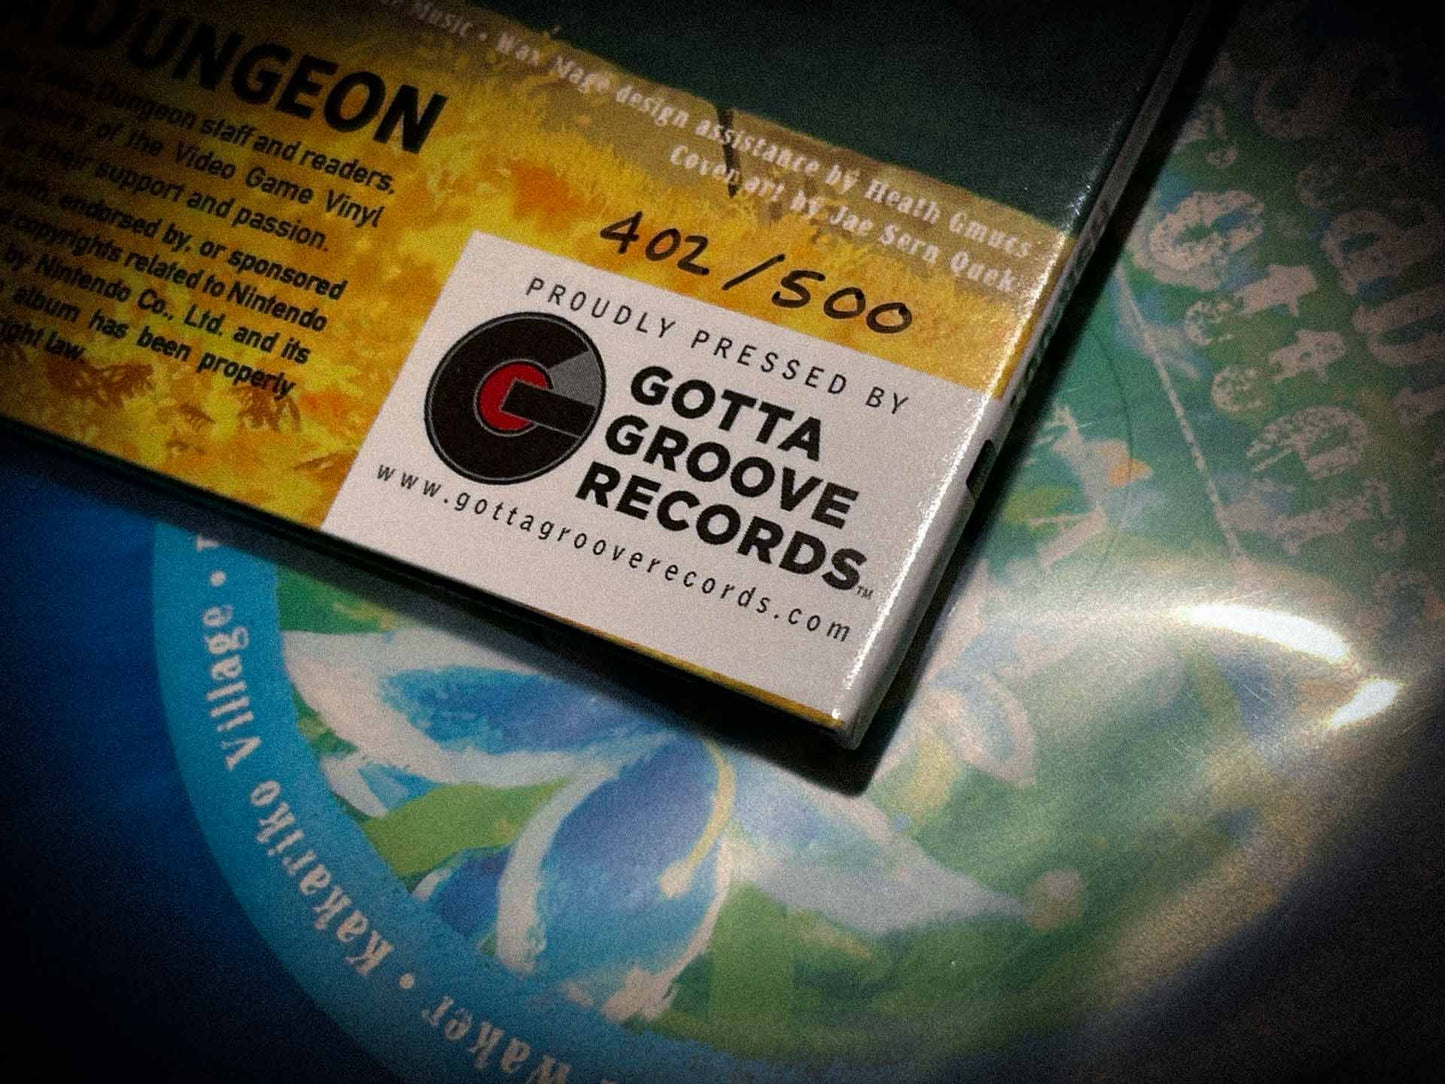 DUNGEON
Dungeon staff and readers,
of the Video Game Vinyl
their support and passion.
with, endorsed by, or sponsored
copyrights related to Nintendo
by Nintendo Co., Ltd. and its
album has been properly
law.
Music • Wax Mage design assistance by Heath Gmucs
Cover art by Jae Sern Quek.
402/500
PROUDLY PRESSED BY
GOTTA
GROOVE
RECORDS™
www.gottagrooverecords.com
Waker • Kakariko Village •